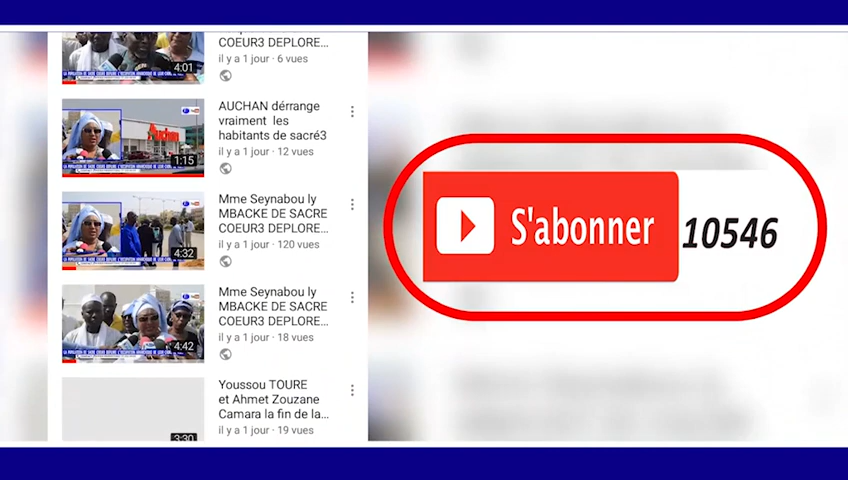 COEUR3 DEPLORE...
il y a 1 jour · 6 vues
4:01
AUCHAN dérrange
vraiment les
habitants de sacré3
il y a 1 jour · 12 vues
Auchan
1:15
Mme Seynabou ly
MBACKE DE SACRE
COEUR3 DEPLORE...
il y a 1 jour · 120 vues
4:32
Mme Seynabou ly
MBACKE DE SACRE
COEUR3 DEPLORE...
il y a 1 jour · 18 vues
4:42
Youssou TOURE
et Ahmet Zouzane
Camara la fin de la...
il y a 1 jour · 19 vues
3:30
S'abonner
10546